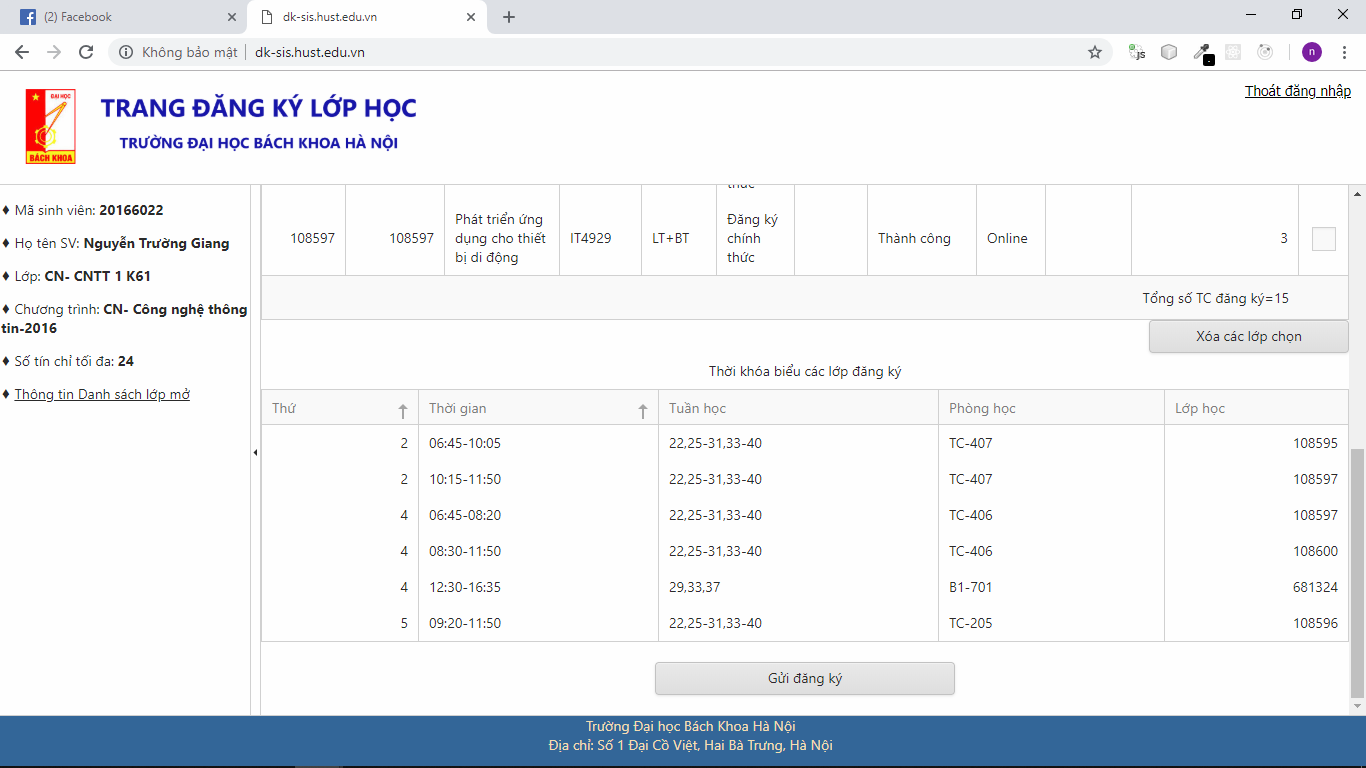 (2) Facebook
dk-sis.hust.edu.vn
Không bảo mật
dk-sis.hust.edu.vn
JS
n
Thoát đăng nhập
ĐẠI HỌC
BÁCH KHOA
TRANG ĐĂNG KÝ LỚP HỌC
TRƯỜNG ĐẠI HỌC BÁCH KHOA HÀ NỘI
♦ Mã sinh viên: 20166022
♦ Họ tên SV: Nguyễn Trường Giang
♦ Lớp: CN- CNTT 1 K61
♦ Chương trình: CN- Công nghệ thông
tin-2016
♦ Số tín chỉ tối đa: 24
♦ Thông tin Danh sách lớp mở
thức
108597 108597 Phát triển ứng dụng cho thiết bị di động IT4929 LT+BT Đăng ký chính thức Thành công Online 3
Tổng số TC đăng ký=15
Xóa các lớp chọn
Thời khóa biểu các lớp đăng ký
Thứ Thời gian Tuần học Phòng học Lớp học
2 06:45-10:05 22,25-31,33-40 TC-407 108595
2 10:15-11:50 22,25-31,33-40 TC-407 108597
4 06:45-08:20 22,25-31,33-40 TC-406 108597
4 08:30-11:50 22,25-31,33-40 TC-406 108600
4 12:30-16:35 29,33,37 B1-701 681324
5 09:20-11:50 22,25-31,33-40 TC-205 108596
Gửi đăng ký
Trường Đại học Bách Khoa Hà Nội
Địa chỉ: Số 1 Đại Cồ Việt, Hai Bà Trưng, Hà Nội